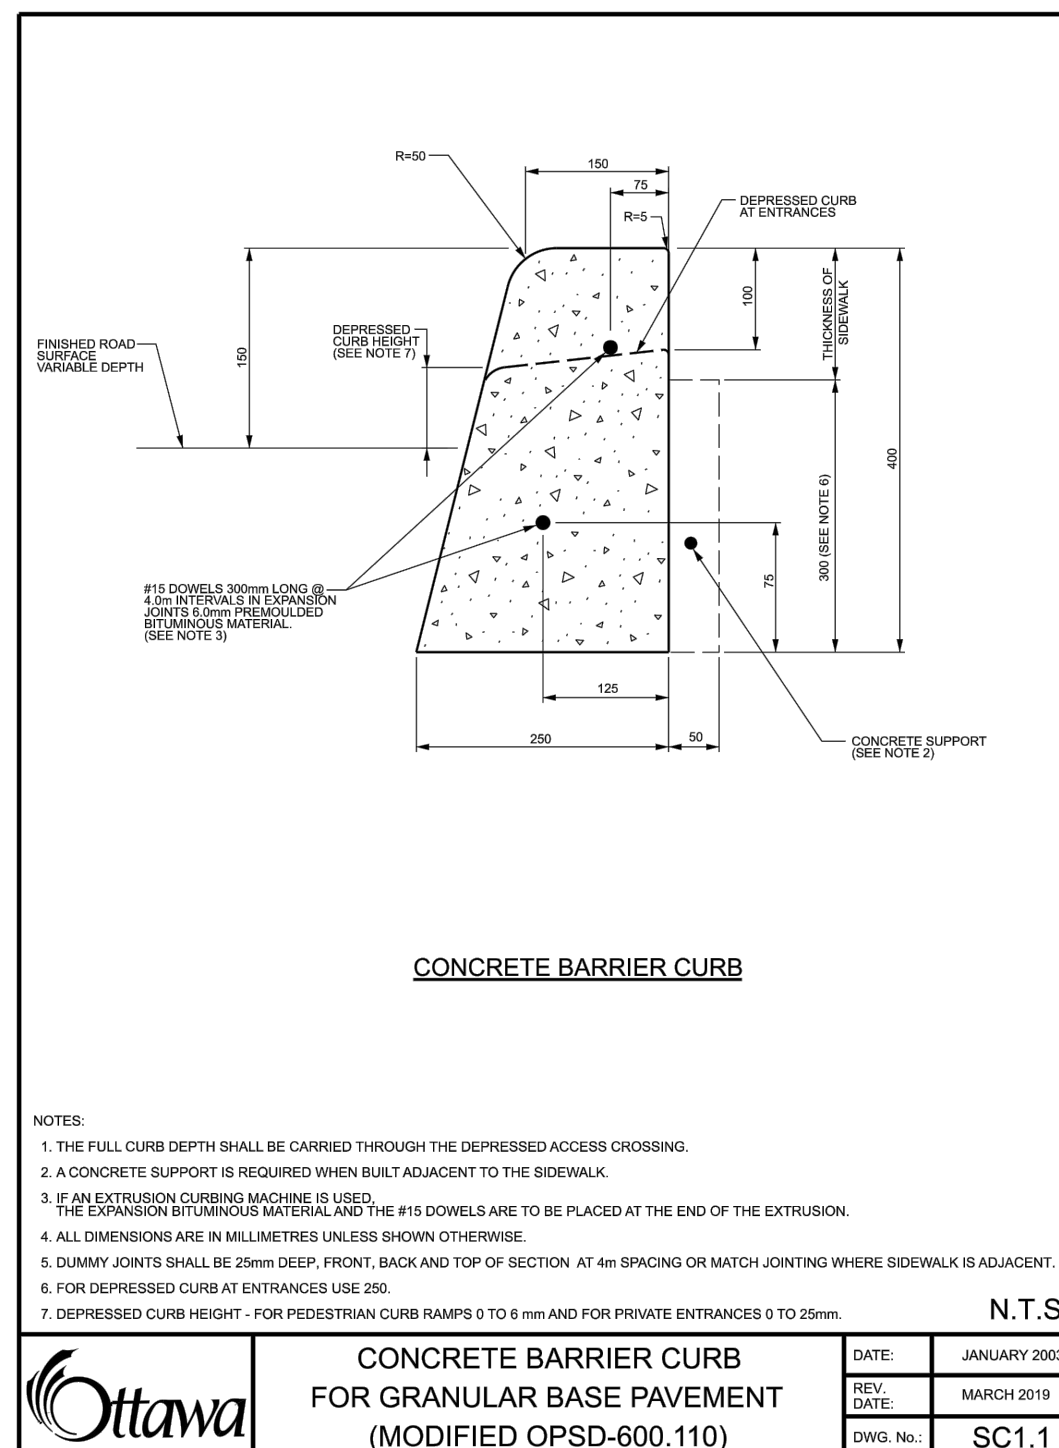 R=50
150
75
R=5
DEPRESSED CURB
AT ENTRANCES
100
THICKNESS OF
SIDEWALK
FINISHED ROAD
SURFACE
VARIABLE DEPTH
150
DEPRESSED
CURB HEIGHT
(SEE NOTE 7)
400
300 (SEE NOTE 6)
75
#15 DOWELS 300mm LONG @
4.0m INTERVALS IN EXPANSION
JOINTS 6.0mm PREMOULDED
BITUMINOUS MATERIAL.
(SEE NOTE 3)
125
250
50
CONCRETE SUPPORT
(SEE NOTE 2)
CONCRETE BARRIER CURB
NOTES:
1. THE FULL CURB DEPTH SHALL BE CARRIED THROUGH THE DEPRESSED ACCESS CROSSING.
2. A CONCRETE SUPPORT IS REQUIRED WHEN BUILT ADJACENT TO THE SIDEWALK.
3. IF AN EXTRUSION CURBING MACHINE IS USED,
THE EXPANSION BITUMINOUS MATERIAL AND THE #15 DOWELS ARE TO BE PLACED AT THE END OF THE EXTRUSION.
4. ALL DIMENSIONS ARE IN MILLIMETRES UNLESS SHOWN OTHERWISE.
5. DUMMY JOINTS SHALL BE 25mm DEEP, FRONT, BACK AND TOP OF SECTION AT 4m SPACING OR MATCH JOINTING WHERE SIDEWALK IS ADJACENT.
6. FOR DEPRESSED CURB AT ENTRANCES USE 250.
7. DEPRESSED CURB HEIGHT - FOR PEDESTRIAN CURB RAMPS 0 TO 6 mm AND FOR PRIVATE ENTRANCES 0 TO 25mm.
N.T.S
Ottawa
CONCRETE BARRIER CURB
FOR GRANULAR BASE PAVEMENT
(MODIFIED OPSD-600.110)
DATE: JANUARY 2003
REV.
DATE: MARCH 2019
DWG. No.: SC1.1